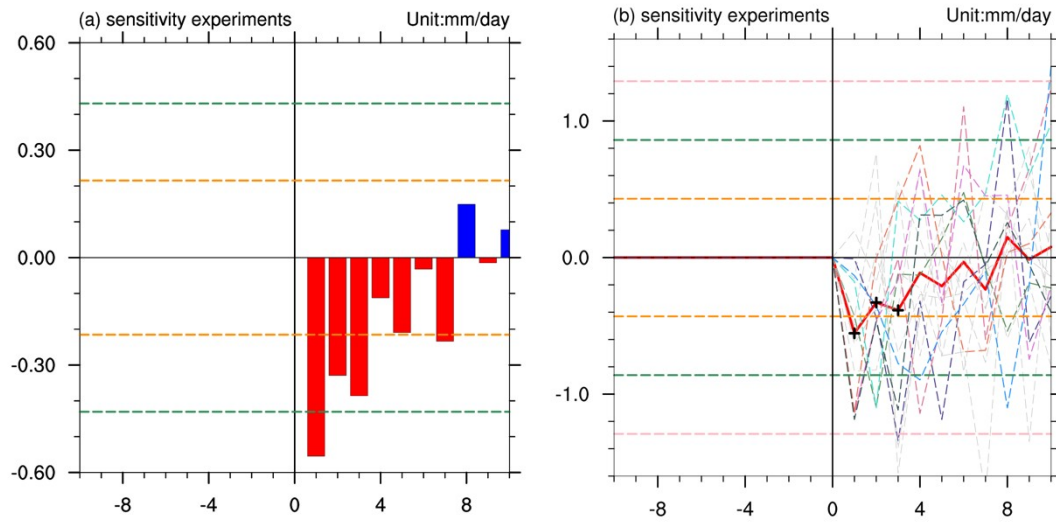 (a) sensitivity experiments Unit:mm/day
0.60
0.30
0.00
-0.30
-0.60
-8 -4 0 4 8
(b) sensitivity experiments Unit:mm/day
1.0
0.0
-1.0
-8 -4 0 4 8